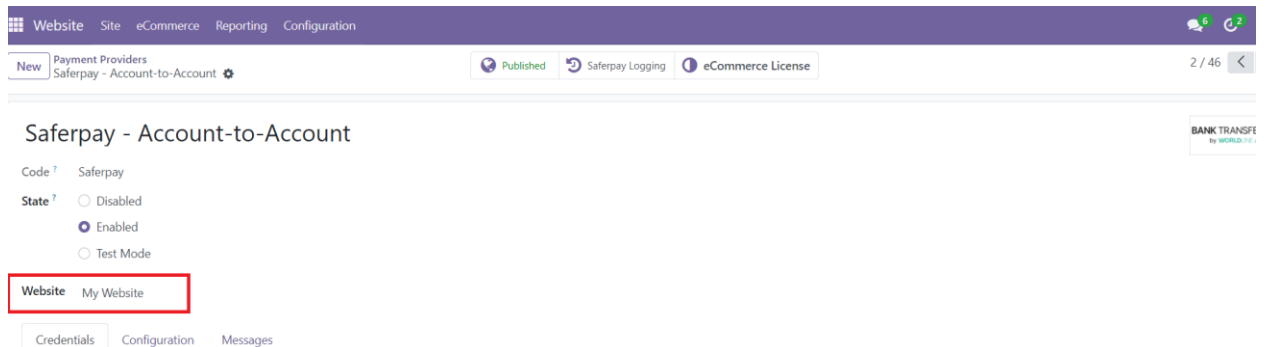 Website Site eCommerce Reporting Configuration 6 2
New Payment Providers Published Saferpay Logging eCommerce License 2 / 46
Saferpay - Account-to-Account
Saferpay - Account-to-Account
BANK TRANSFE
by WORLDLINE
Code ? Saferpay
State ? Disabled
Enabled
Test Mode
Website My Website
Credentials Configuration Messages